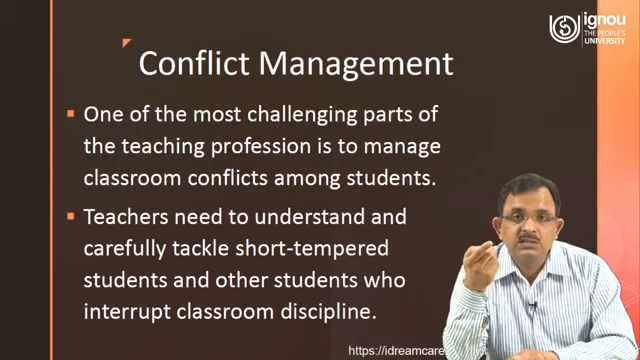 ignou
THE PEOPLE'S
UNIVERSITY
Conflict Management
One of the most challenging parts of
the teaching profession is to manage
classroom conflicts among students.
Teachers need to understand and
carefully tackle short-tempered
students and other students who
interrupt classroom discipline.
https://idreamcare